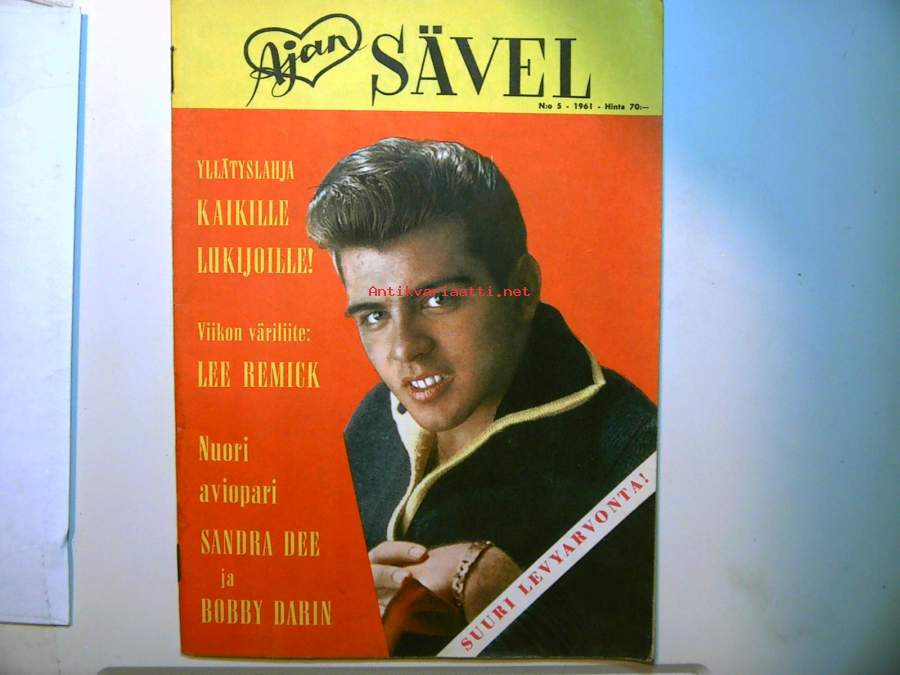 Ajan SÄVEL
N:o 5 - 1961 - Hinta 70:—
YLLÄTYSLAHJA
KAIKILLE
LUKIJOILLE!
Antikvariaatti.net
Viikon väriliite:
LEE REMICK
Nuori
aviopari
SANDRA DEE
ja
BOBBY DARIN
SUURI LEVYARVONTA!